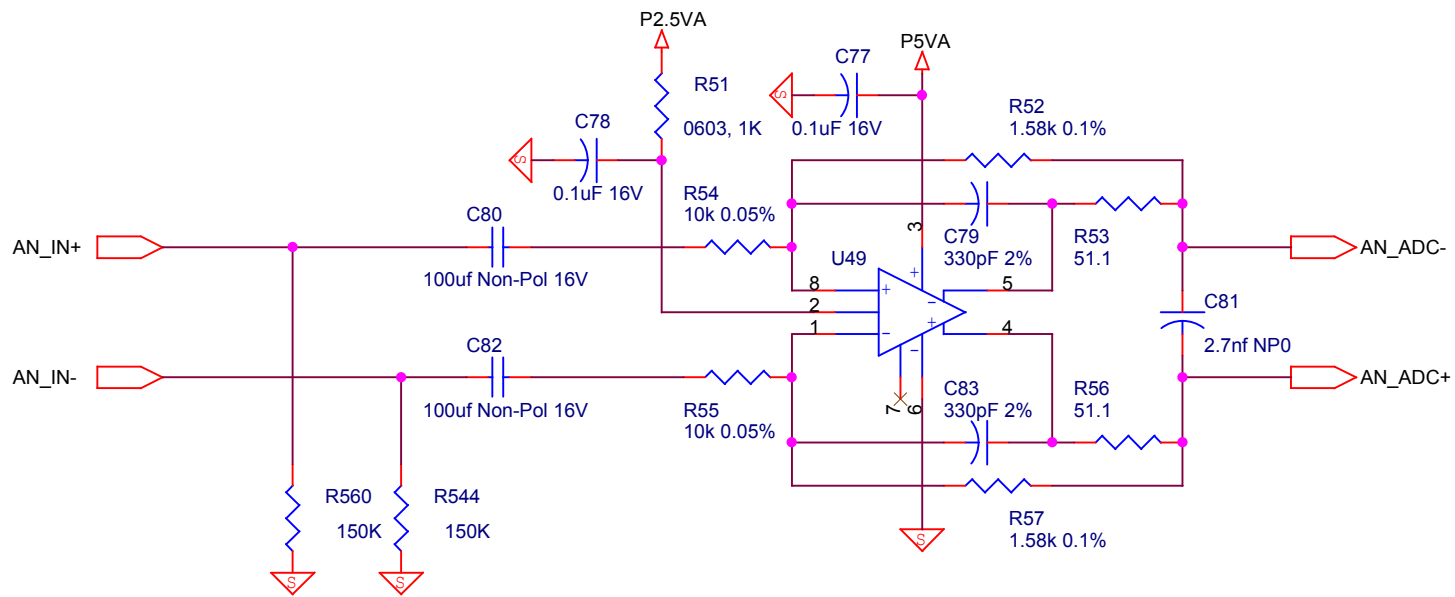 P2.5VA
P5VA
C77
R51
R52
0603, 1K
1.58k 0.1%
C78
0.1uF 16V
S
S
0.1uF 16V
R54
10k 0.05%
C80
C79
R53
AN_IN+
3
AN_ADC-
330pF 2%
51.1
100uf Non-Pol 16V
U49
8
+
+
-
5
C81
2
1
-
+
4
-
2.7nf NP0
C82
AN_IN-
AN_ADC+
100uf Non-Pol 16V
R55
10k 0.05%
7
6
C83
330pF 2%
R56
51.1
R560
150K
R544
150K
R57
1.58k 0.1%
S
S
S